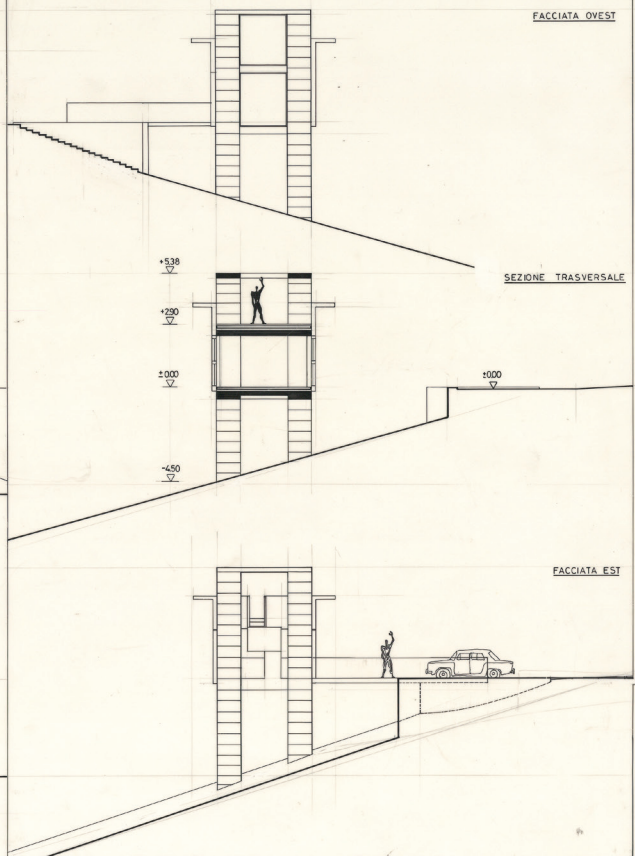 FACCIATA OVEST
+5.38
SEZIONE TRASVERSALE
+2.90
±0.00
±0.00
-4.50
FACCIATA EST